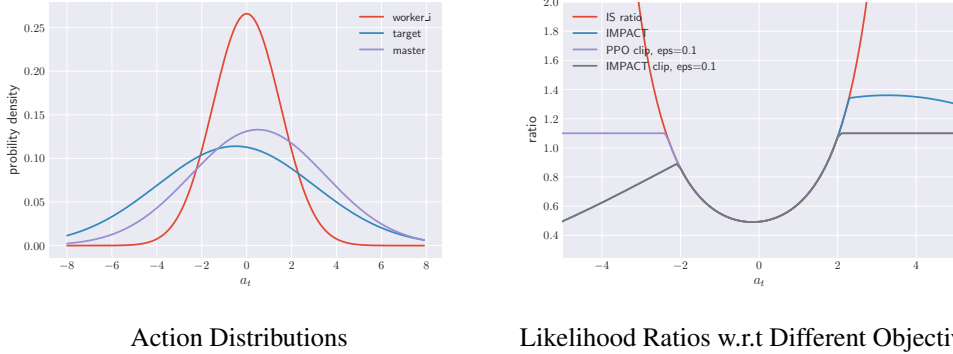 0.25
0.20
0.15
0.10
0.05
0.00
probility density
−8 −6 −4 −2 0 2 4 6 8
a_t
worker_i
target
master
Action Distributions
2.0
1.8
1.6
1.4
1.2
1.0
0.8
0.6
0.4
ratio
−4 −2 0 2 4
a_t
IS ratio
IMPACT
PPO clip, eps=0.1
IMPACT clip, eps=0.1
Likelihood Ratios w.r.t Different Objectiv